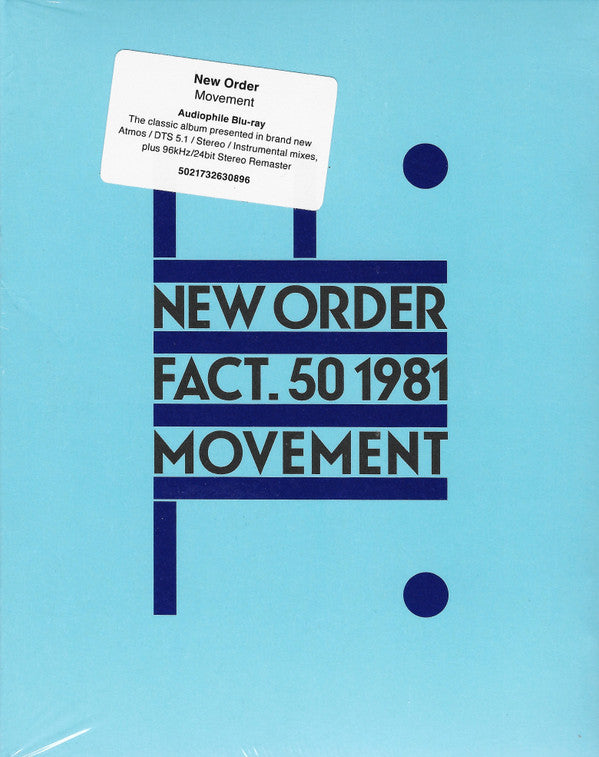 New Order
Movement
Audiophile Blu-ray
The classic album presented in brand new
Atmos / DTS 5.1 / Stereo / Instrumental mixes,
plus 96kHz/24bit Stereo Remaster
5021732630896
NEW ORDER
FACT. 50 1981
MOVEMENT